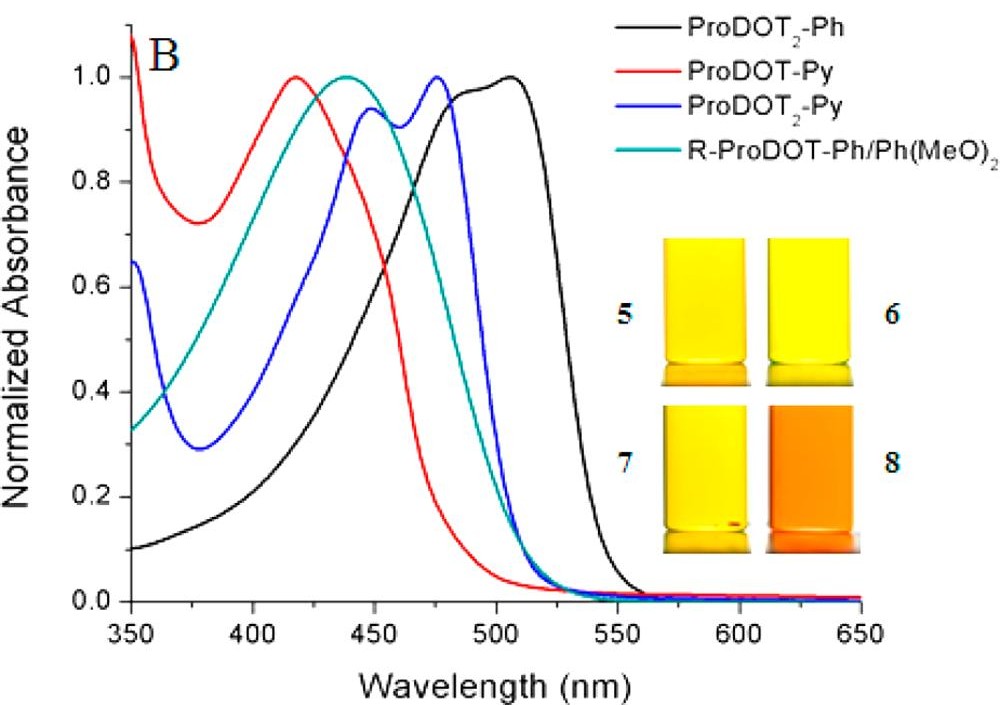 B
ProDOT₂-Ph
ProDOT-Py
ProDOT₂-Py
R-ProDOT-Ph/Ph(MeO)₂
Normalized Absorbance
1.0
0.8
0.6
0.4
0.2
0.0
5
6
7
8
350 400 450 500 550 600 650
Wavelength (nm)